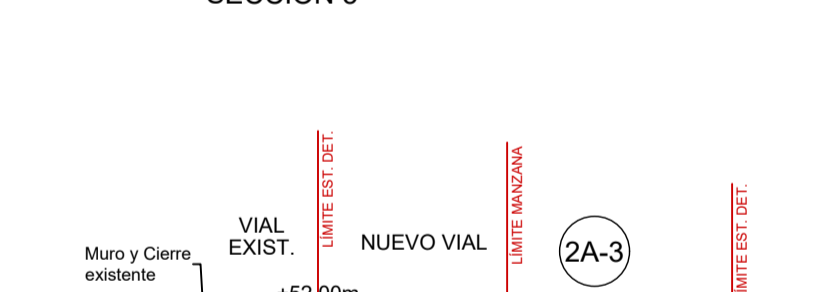 LÍMITE EST. DET.
LÍMITE MANZANA
LÍMITE EST. DET.
VIAL
EXIST.
NUEVO VIAL
2A-3
Muro y Cierre
existente